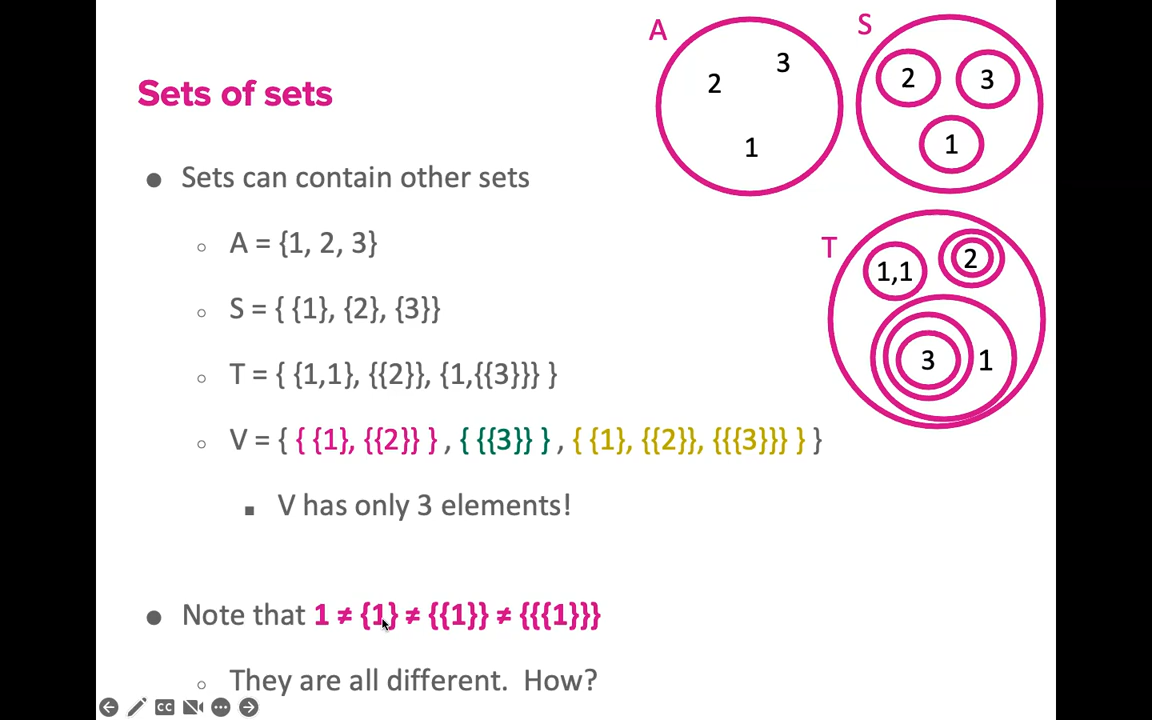 Sets of sets
● Sets can contain other sets
○ A = {1, 2, 3}
○ S = { {1}, {2}, {3}}
○ T = { {1,1}, {{2}}, {1,{{3}}} }
○ V = { { {1}, {{2}} } , { {{3}} } , { {1}, {{2}}, {{{3}}} } }
■ V has only 3 elements!
● Note that 1 ≠ {1} ≠ {{1}} ≠ {{{1}}}
○ They are all different. How?
A
2
3
1
S
2
3
1
T
1,1
2
3
1
CC